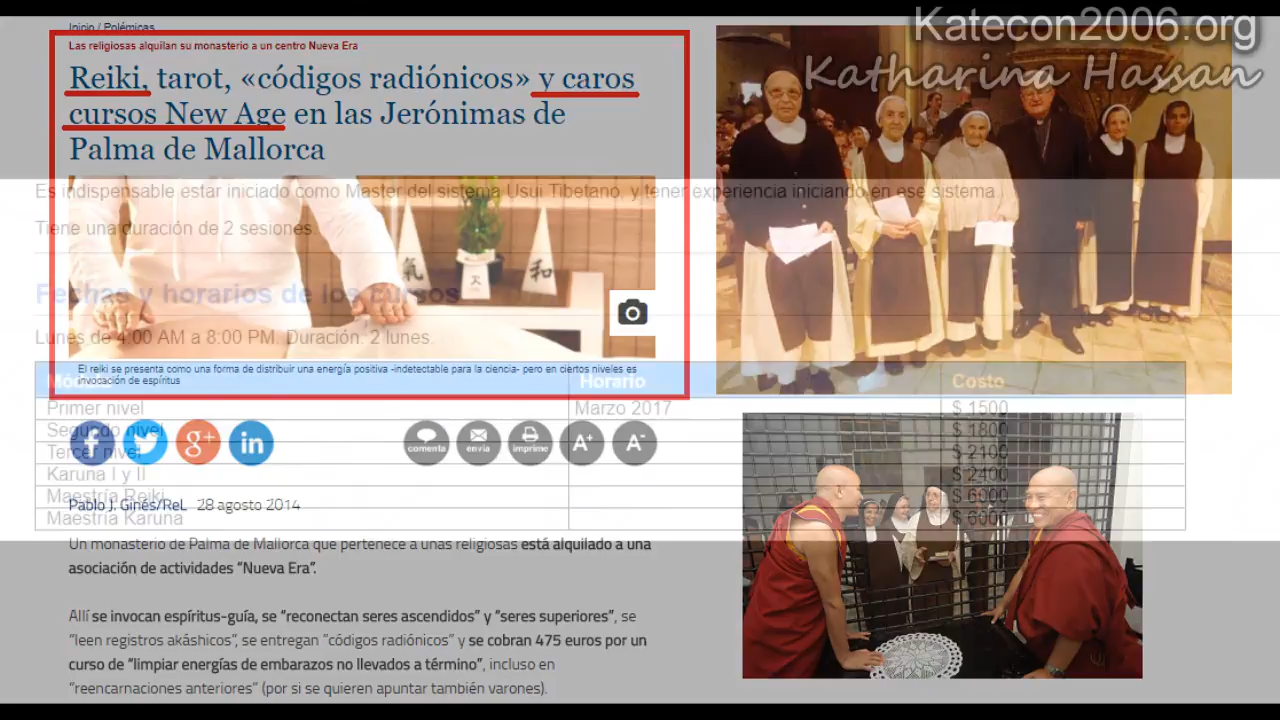 Katecon2006.org
Katharina Hassan
Inicio / Polémicas
Las religiosas alquilan su monasterio a un centro Nueva Era
Reiki, tarot, «códigos radiónicos» y caros
cursos New Age en las Jerónimas de
Palma de Mallorca
Es indispensable estar iniciado como Master del sistema Usui Tibetano, y tener experiencia iniciando en ese sistema.
Tiene una duración de 2 sesiones.
氣
和
Fechas y horarios de los cursos
Lunes de 4:00 AM a 8:00 PM. Duración: 2 lunes.
El reiki se presenta como una forma de distribuir una energía positiva -indetectable para la ciencia- pero en ciertos niveles es
invocación de espíritus
Horario Costo
Primer nivel Marzo 2017 $ 1500
Segundo nivel $ 1800
Tercer nivel $ 2100
Karuna I y II $ 2400
Maestría Reiki $ 6000
Maestría Karuna $ 6000
f g+ in
comenta envía imprime A+ A-
Pablo J. Ginés/ReL 28 agosto 2014
Un monasterio de Palma de Mallorca que pertenece a unas religiosas está alquilado a una
asociación de actividades “Nueva Era”.
Allí se invocan espíritus-guía, se “reconectan seres ascendidos” y “seres superiores”, se
“leen registros akáshicos”, se entregan “códigos radiónicos” y se cobran 475 euros por un
curso de “limpiar energías de embarazos no llevados a término”, incluso en
“reencarnaciones anteriores” (por si se quieren apuntar también varones).